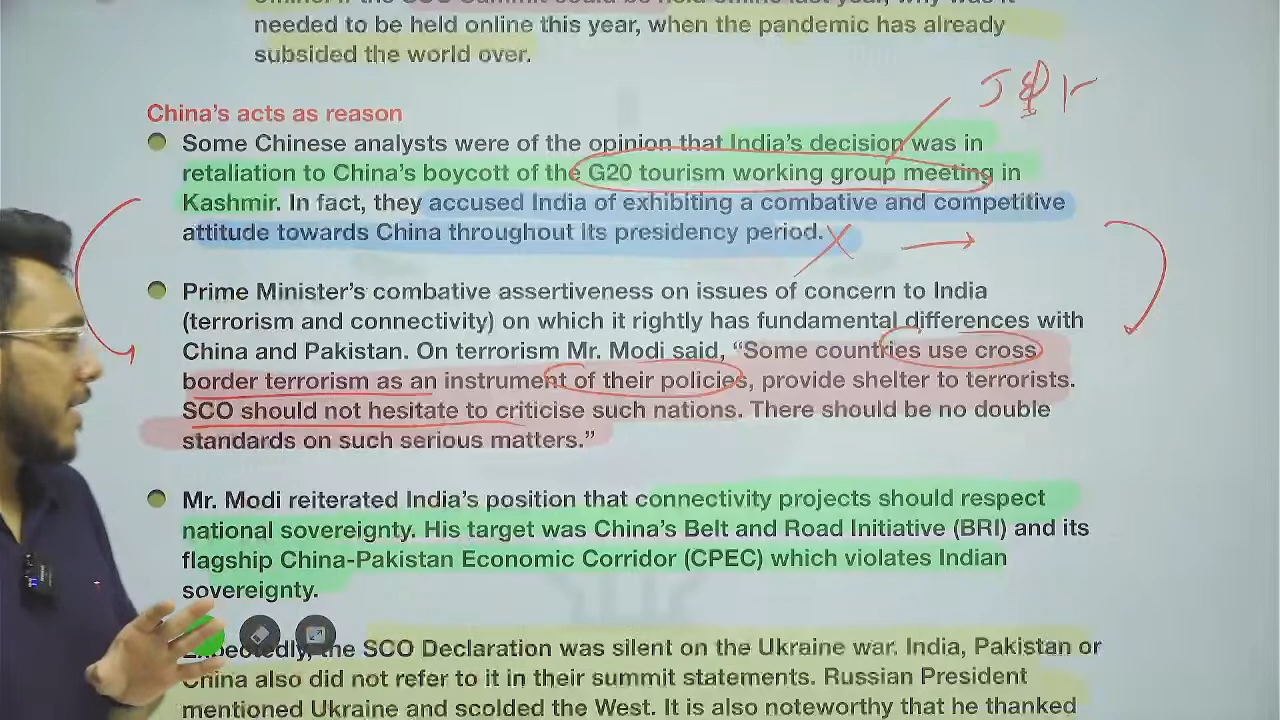 needed to be held online this year, when the pandemic has already
subsided the world over.
China's acts as reason
Some Chinese analysts were of the opinion that India's decision was in
retaliation to China's boycott of the G20 tourism working group meeting in
Kashmir. In fact, they accused India of exhibiting a combative and competitive
attitude towards China throughout its presidency period.
Prime Minister's combative assertiveness on issues of concern to India
(terrorism and connectivity) on which it rightly has fundamental differences with
China and Pakistan. On terrorism Mr. Modi said, “Some countries use cross
border terrorism as an instrument of their policies, provide shelter to terrorists.
SCO should not hesitate to criticise such nations. There should be no double
standards on such serious matters.”
Mr. Modi reiterated India's position that connectivity projects should respect
national sovereignty. His target was China's Belt and Road Initiative (BRI) and its
flagship China-Pakistan Economic Corridor (CPEC) which violates Indian
sovereignty.
the SCO Declaration was silent on the Ukraine war. India, Pakistan or
China also did not refer to it in their summit statements. Russian President
mentioned Ukraine and scolded the West. It is also noteworthy that he thanked